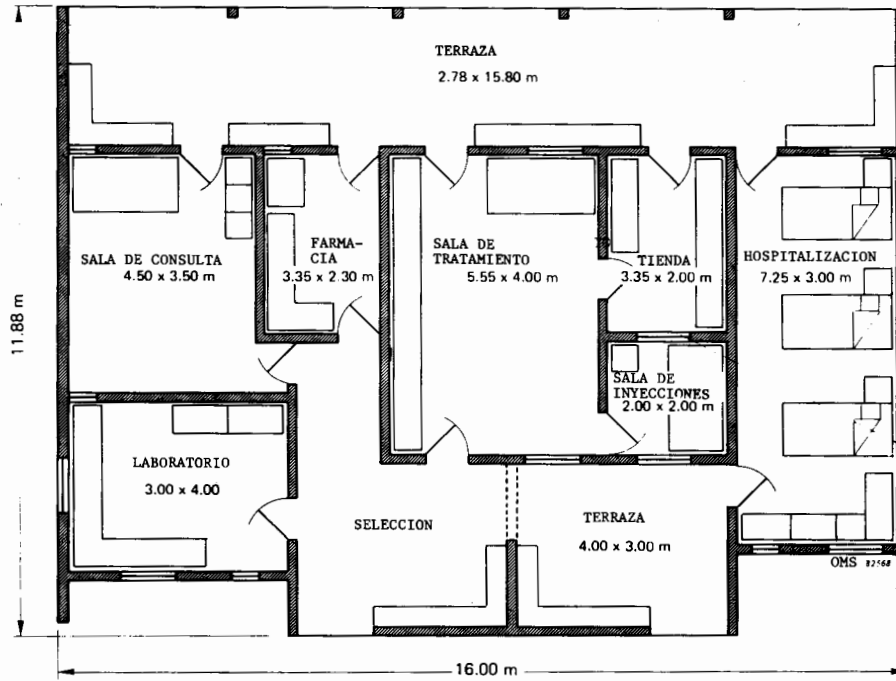 TERRAZA
2.78 x 15.80 m
SALA DE CONSULTA
4.50 x 3.50 m
FARMA-
CIA
3.35 x 2.30 m
SALA DE
TRATAMIENTO
5.55 x 4.00 m
TIENDA
3.35 x 2.00 m
HOSPITALIZACION
7.25 x 3.00 m
11.88 m
SALA DE
INYECCIONES
2.00 x 2.00 m
LABORATORIO
3.00 x 4.00
SELECCION
TERRAZA
4.00 x 3.00 m
OMS 82568
16.00 m